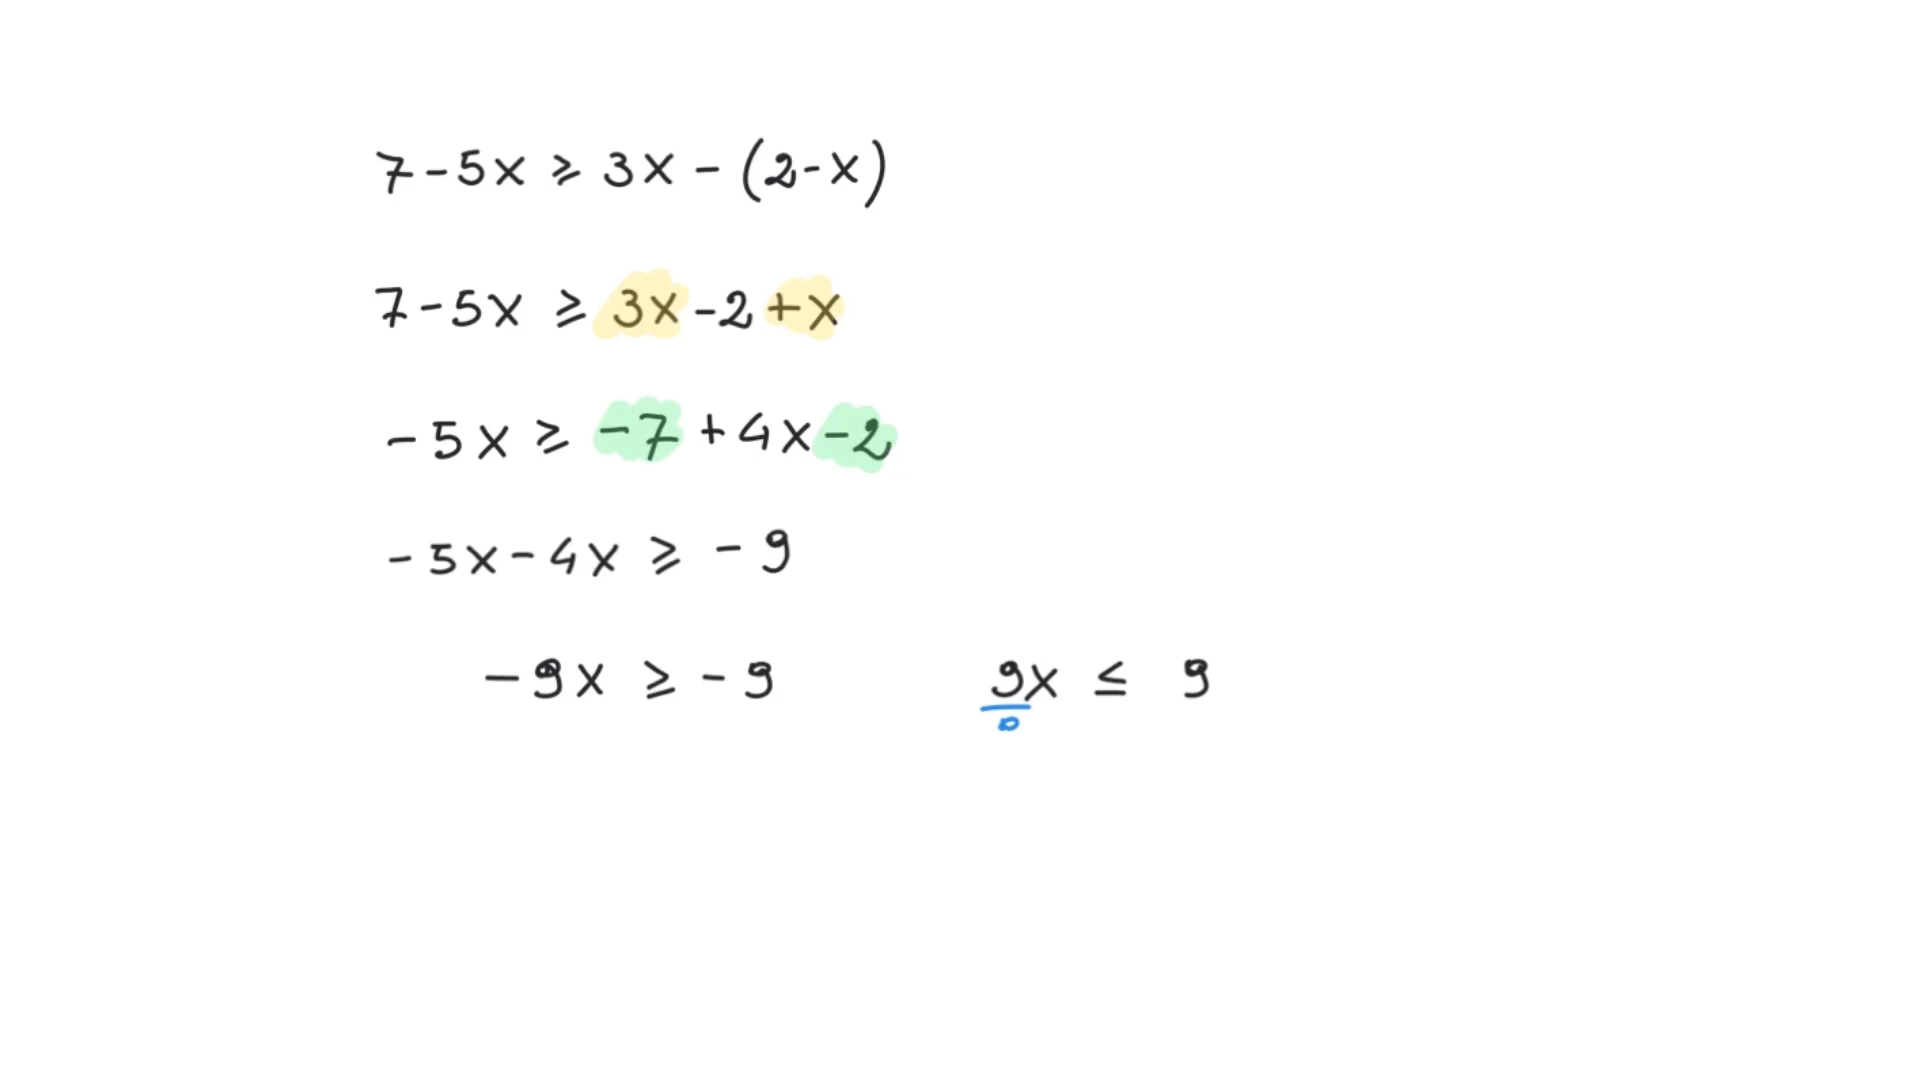 7-5x ≥ 3x - (2-x)
7-5x ≥ 3x -2 +x
-5x ≥ -7 + 4x -2
-5x - 4x ≥ -9
-9x ≥ -9    9x ≤ 9